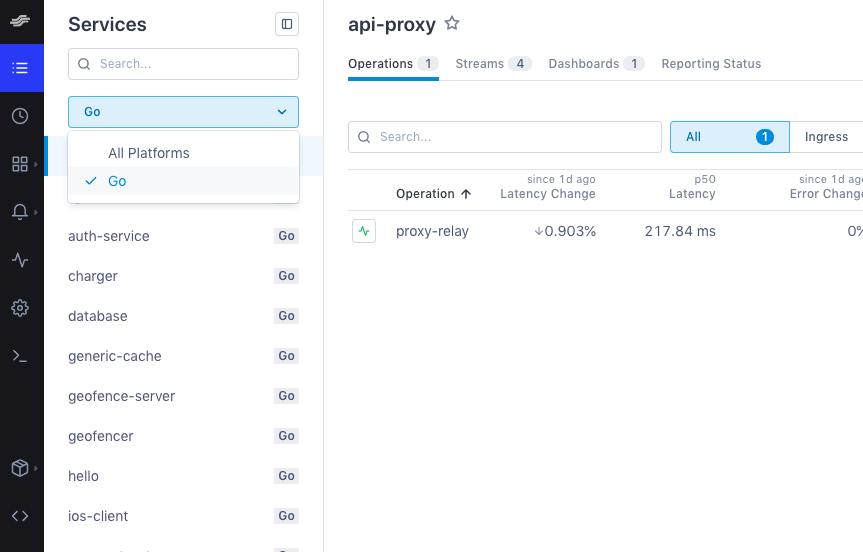 Services
Search...
Go
All Platforms
Go
auth-service Go
charger Go
database Go
generic-cache Go
geofence-server Go
geofencer Go
hello Go
ios-client Go
api-proxy
Operations 1 Streams 4 Dashboards 1 Reporting Status
Search...
All 1 Ingress
since 1d ago p50 since 1d ago
Operation Latency Change Latency Error Change
proxy-relay 0.903% 217.84 ms 0%